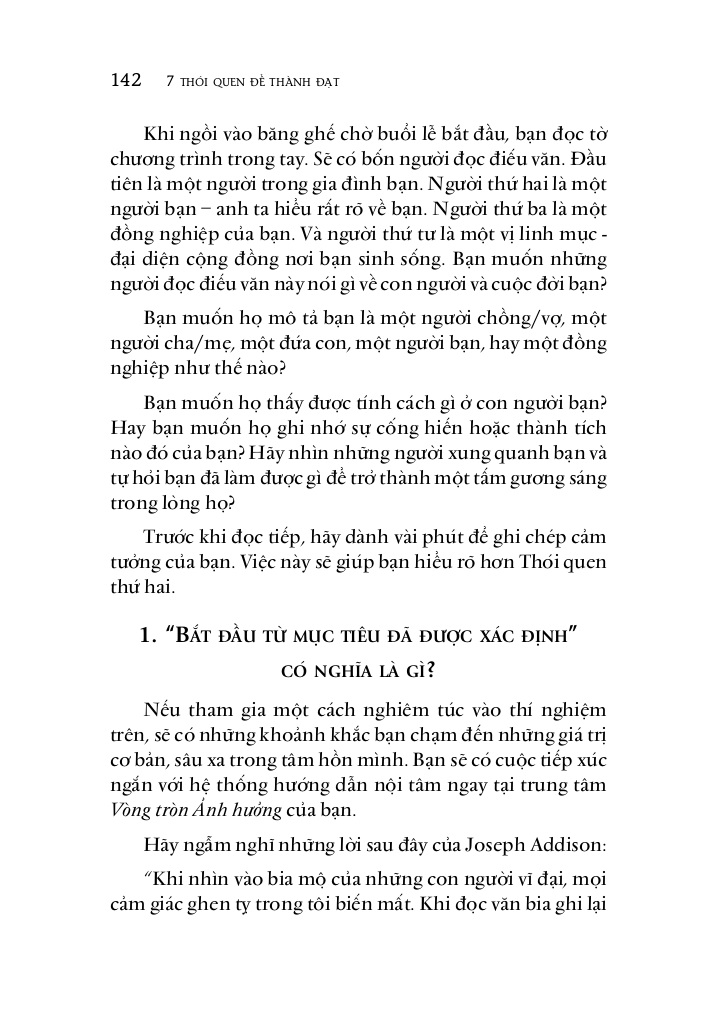 142 7 THÓI QUEN ĐỂ THÀNH ĐẠT
Khi ngồi vào băng ghế chờ buổi lễ bắt đầu, bạn đọc tờ
chương trình trong tay. Sẽ có bốn người đọc điếu văn. Đầu
tiên là một người trong gia đình bạn. Người thứ hai là một
người bạn – anh ta hiểu rất rõ về bạn. Người thứ ba là một
đồng nghiệp của bạn. Và người thứ tư là một vị linh mục -
đại diện cộng đồng nơi bạn sinh sống. Bạn muốn những
người đọc điếu văn này nói gì về con người và cuộc đời bạn?
Bạn muốn họ mô tả bạn là một người chồng/vợ, một
người cha/mẹ, một đứa con, một người bạn, hay một đồng
nghiệp như thế nào?
Bạn muốn họ thấy được tính cách gì ở con người bạn?
Hay bạn muốn họ ghi nhớ sự cống hiến hoặc thành tích
nào đó của bạn? Hãy nhìn những người xung quanh bạn và
tự hỏi bạn đã làm được gì để trở thành một tấm gương sáng
trong lòng họ?
Trước khi đọc tiếp, hãy dành vài phút để ghi chép cảm
tưởng của bạn. Việc này sẽ giúp bạn hiểu rõ hơn Thói quen
thứ hai.
1. “BẮT ĐẦU TỪ MỤC TIÊU ĐÃ ĐƯỢC XÁC ĐỊNH”
CÓ NGHĨA LÀ GÌ?
Nếu tham gia một cách nghiêm túc vào thí nghiệm
trên, sẽ có những khoảnh khắc bạn chạm đến những giá trị
cơ bản, sâu xa trong tâm hồn mình. Bạn sẽ có cuộc tiếp xúc
ngắn với hệ thống hướng dẫn nội tâm ngay tại trung tâm
Vòng tròn Ảnh hưởng của bạn.
Hãy ngẫm nghĩ những lời sau đây của Joseph Addison:
“Khi nhìn vào bia mộ của những con người vĩ đại, mọi
cảm giác ghen tỵ trong tôi biến mất. Khi đọc văn bia ghi lại